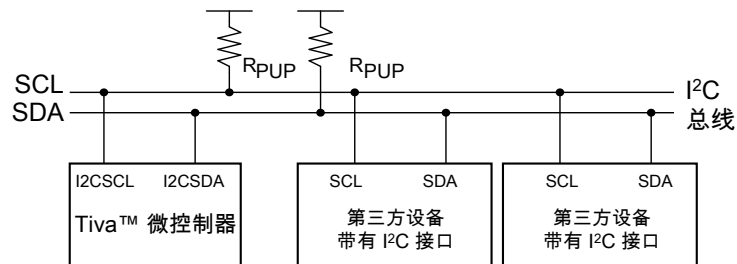 RPUP
RPUP
SCL
I²C
SDA
总线
I2CSCL
I2CSDA
SCL
SDA
SCL
SDA
Tiva™ 微控制器
第三方设备
带有 I²C 接口
第三方设备
带有 I²C 接口